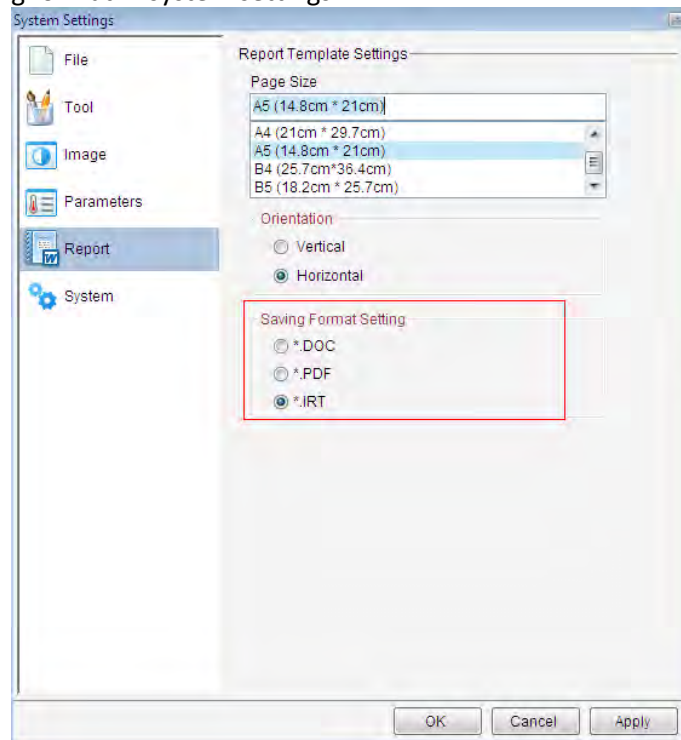 System Settings
File
Tool
Image
Parameters
Report
System
Report Template Settings
Page Size
A5 (14.8cm * 21cm)
A4 (21cm * 29.7cm)
A5 (14.8cm * 21cm)
B4 (25.7cm*36.4cm)
B5 (18.2cm * 25.7cm)
Orientation
Vertical
Horizontal
Saving Format Setting
*.DOC
*.PDF
*.IRT
OK Cancel Apply